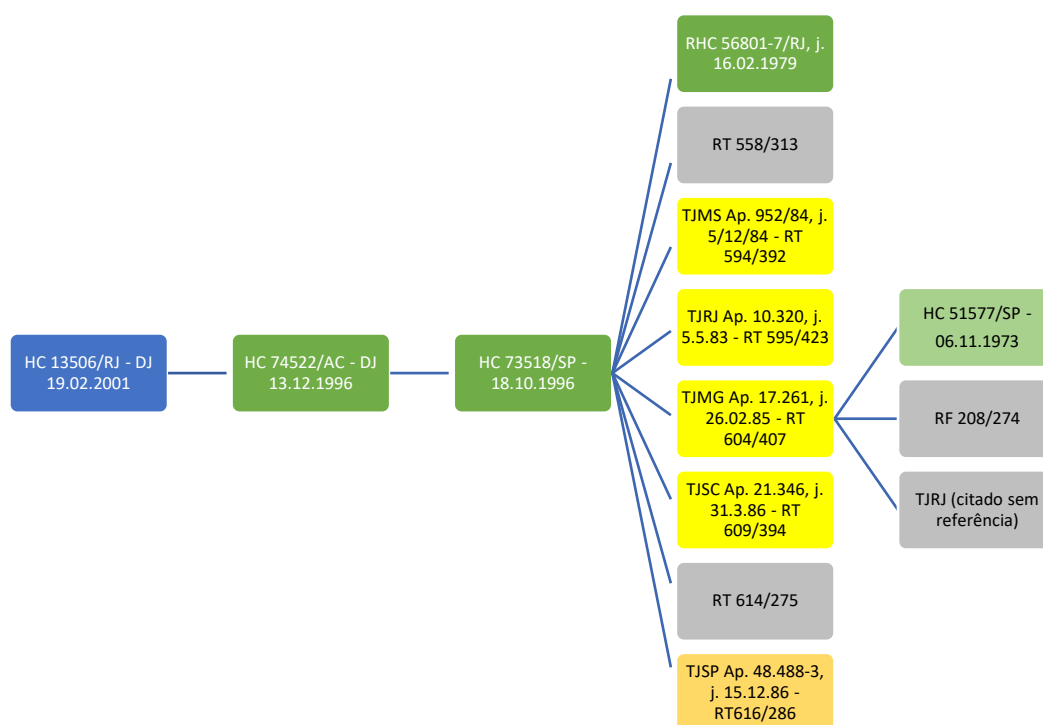 HC 13506/RJ - DJ
19.02.2001
HC 74522/AC - DJ
13.12.1996
HC 73518/SP -
18.10.1996
RHC 56801-7/RJ, j.
16.02.1979
RT 558/313
TJMS Ap. 952/84, j.
5/12/84 - RT
594/392
TJRJ Ap. 10.320, j.
5.5.83 - RT 595/423
TJMG Ap. 17.261, j.
26.02.85 - RT
604/407
TJSC Ap. 21.346, j.
31.3.86 - RT
609/394
RT 614/275
TJSP Ap. 48.488-3,
j. 15.12.86 -
RT616/286
HC 51577/SP -
06.11.1973
RF 208/274
TJRJ (citado sem
referência)